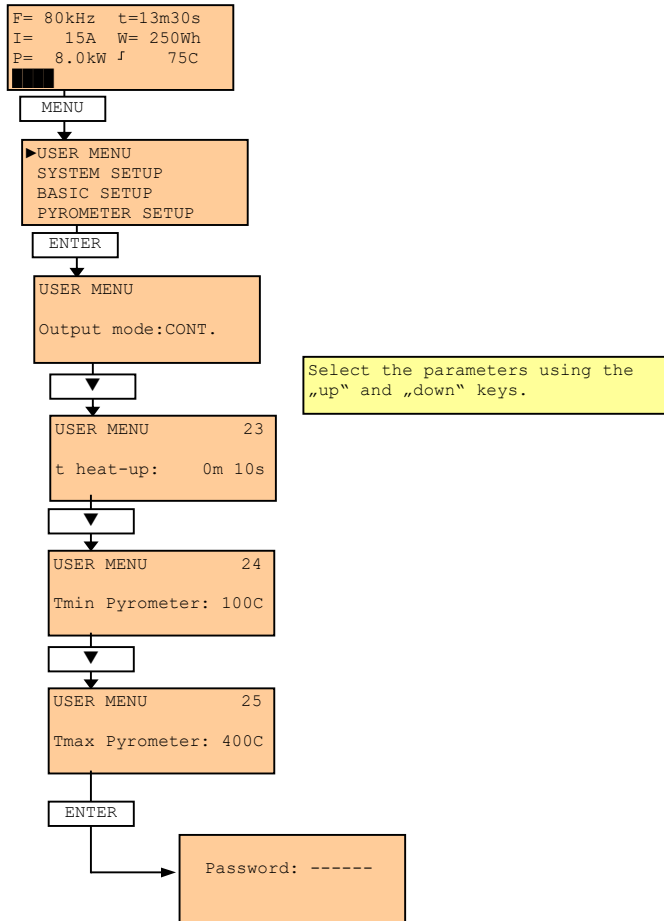 F= 80kHz t=13m30s
I= 15A W= 250Wh
P= 8.0kW ᶴ 75C
MENU
►USER MENU
SYSTEM SETUP
BASIC SETUP
PYROMETER SETUP
ENTER
USER MENU
Output mode:CONT.
▼
Select the parameters using the
„up“ and „down“ keys.
USER MENU 23
t heat-up: 0m 10s
▼
USER MENU 24
Tmin Pyrometer: 100C
▼
USER MENU 25
Tmax Pyrometer: 400C
ENTER
Password: ------